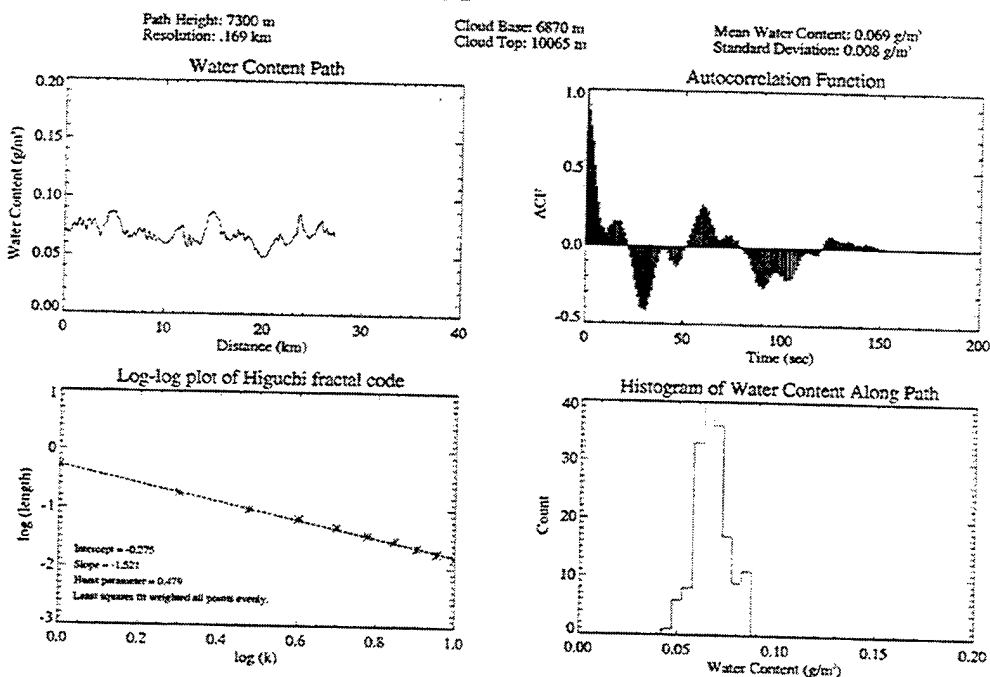 Path Height: 7300 m
Resolution: .169 km
Cloud Base: 6870 m
Cloud Top: 10065 m
Mean Water Content: 0.069 g/m³
Standard Deviation: 0.008 g/m³
Water Content Path
0.20
0.15
0.10
0.05
0.00
Water Content (g/m³)
0 10 20 30 40
Distance (km)
Autocorrelation Function
1.0
0.5
0.0
-0.5
ACF
0 50 100 150 200
Time (sec)
Log-log plot of Higuchi fractal code
1
0
-1
-2
-3
log (length)
Intercept = -0.275
Slope = -1.521
Hurst parameter = 0.479
Least squares fit weighted all points evenly.
0.0 0.2 0.4 0.6 0.8 1.0
log (k)
Histogram of Water Content Along Path
40
30
20
10
0
Count
0.00 0.05 0.10 0.15 0.20
Water Content (g/m³)